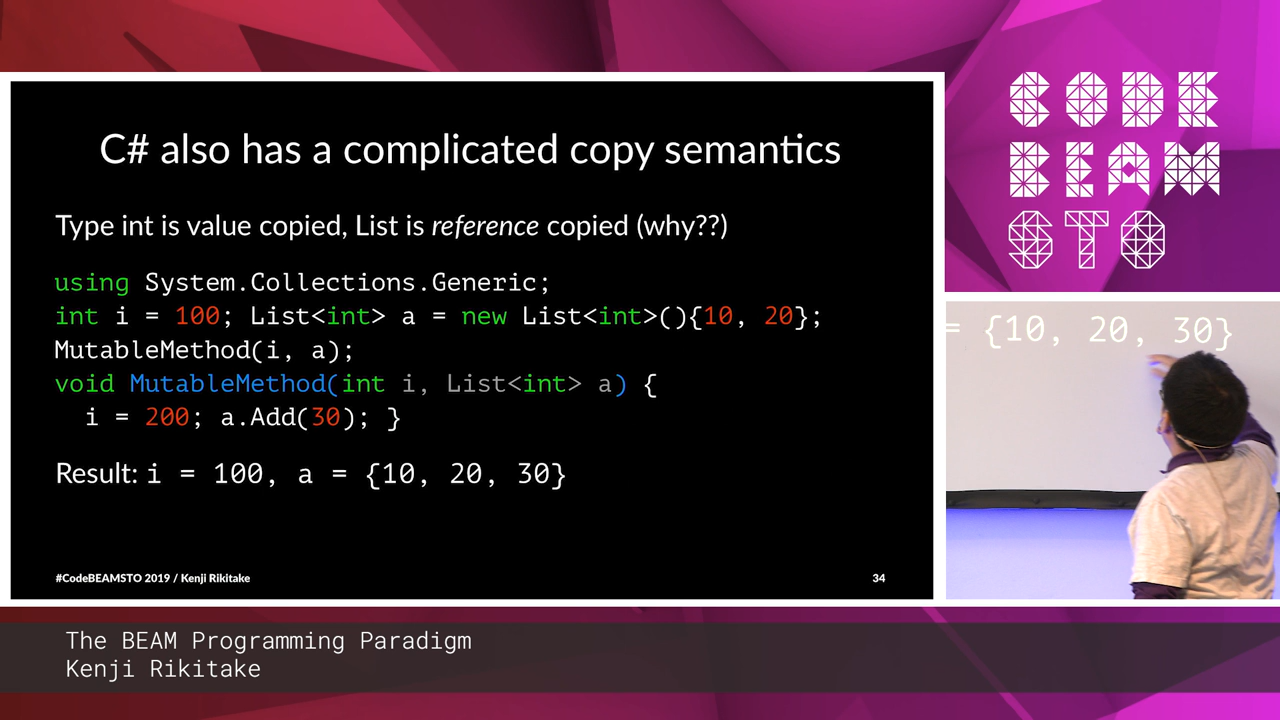 C# also has a complicated copy semantics
Type int is value copied, List is reference copied (why??)
using System.Collections.Generic;
int i = 100; List<int> a = new List<int>(){10, 20};
MutableMethod(i, a);
void MutableMethod(int i, List<int> a) {
i = 200; a.Add(30); }
Result: i = 100, a = {10, 20, 30}
#CodeBEAMSTO 2019 / Kenji Rikitake
34
CODE
BEAM
STO
= {10, 20, 30}
The BEAM Programming Paradigm
Kenji Rikitake